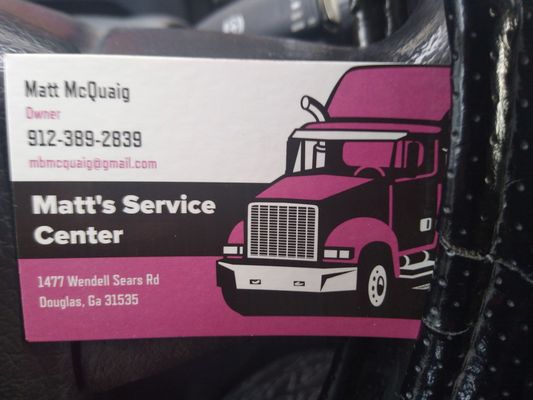 Matt McQuaig
Owner
912-389-2839
mbmcquaig@gmail.com
Matt's Service
Center
1477 Wendell Sears Rd
Douglas, Ga 31535